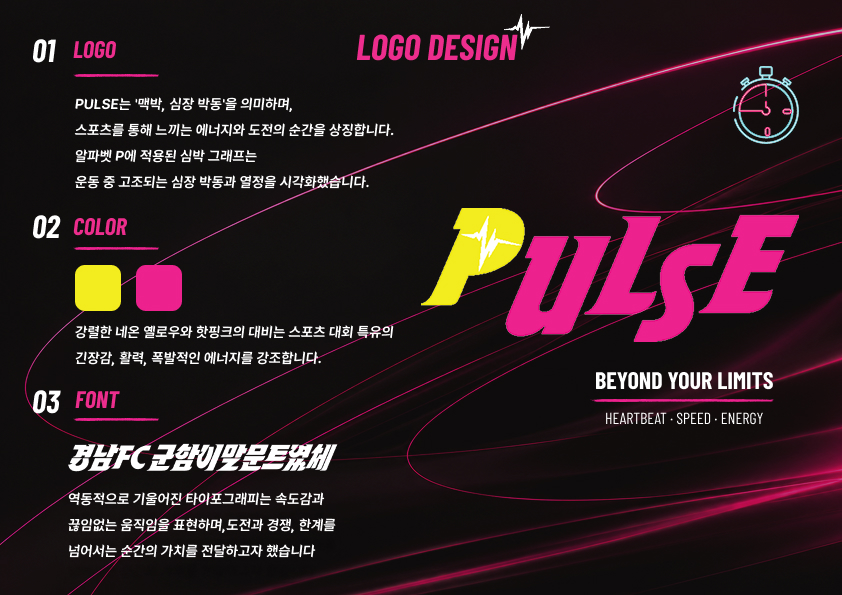 LOGO DESIGN
01 LOGO
PULSE는 '맥박, 심장 박동'을 의미하며,
스포츠를 통해 느끼는 에너지와 도전의 순간을 상징합니다.
알파벳 P에 적용된 심박 그래프는
운동 중 고조되는 심장 박동과 열정을 시각화했습니다.
02 COLOR
강렬한 네온 옐로우와 핫핑크의 대비는 스포츠 대회 특유의
긴장감, 활력, 폭발적인 에너지를 강조합니다.
03 FONT
경남FC 군함이맞문트였세
역동적으로 기울어진 타이포그래피는 속도감과
끊임없는 움직임을 표현하며,도전과 경쟁, 한계를
넘어서는 순간의 가치를 전달하고자 했습니다
PULSE
BEYOND YOUR LIMITS
HEARTBEAT · SPEED · ENERGY